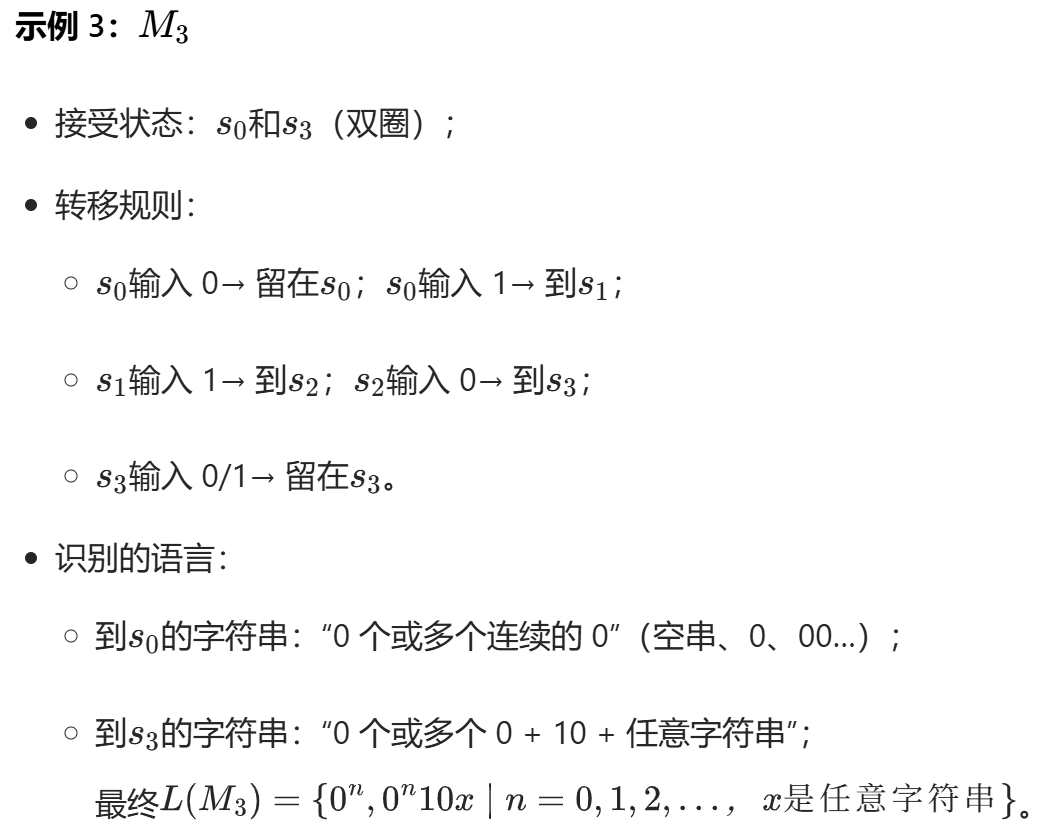 示例 3：M₃
接受状态：s₀和s₃（双圈）；
转移规则：
s₀输入 0→ 留在s₀；s₀输入 1→ 到s₁；
s₁输入 1→ 到s₂；s₂输入 0→ 到s₃；
s₃输入 0/1→ 留在s₃。
识别的语言：
到s₀的字符串：“0 个或多个连续的 0”（空串、0、00...）；
到s₃的字符串：“0 个或多个 0 + 10 + 任意字符串”；
最终L(M₃) = {0ⁿ, 0ⁿ10x | n = 0, 1, 2, ..., x是任意字符串}。